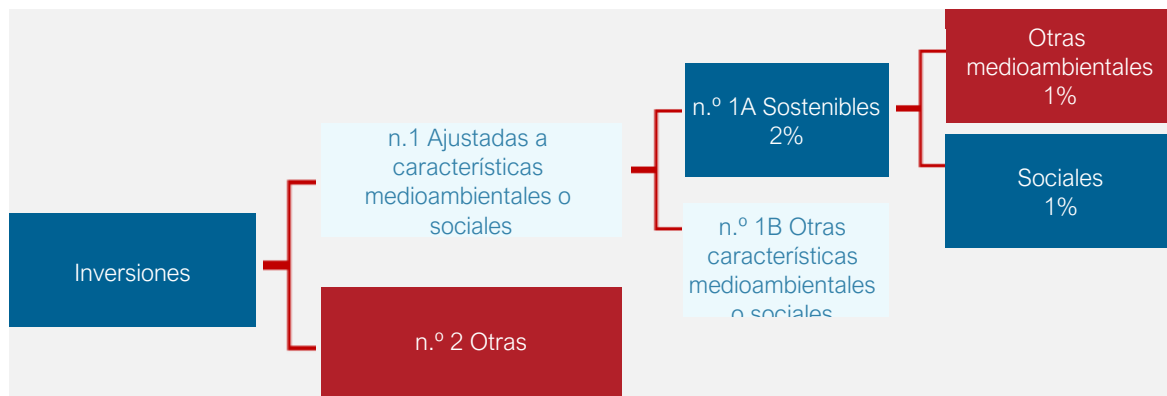 Inversiones
n.1 Ajustadas a
características
medioambientales o
sociales
n.º 2 Otras
n.º 1A Sostenibles
2%
n.º 1B Otras
características
medioambientales
o sociales
Otras
medioambientales
1%
Sociales
1%